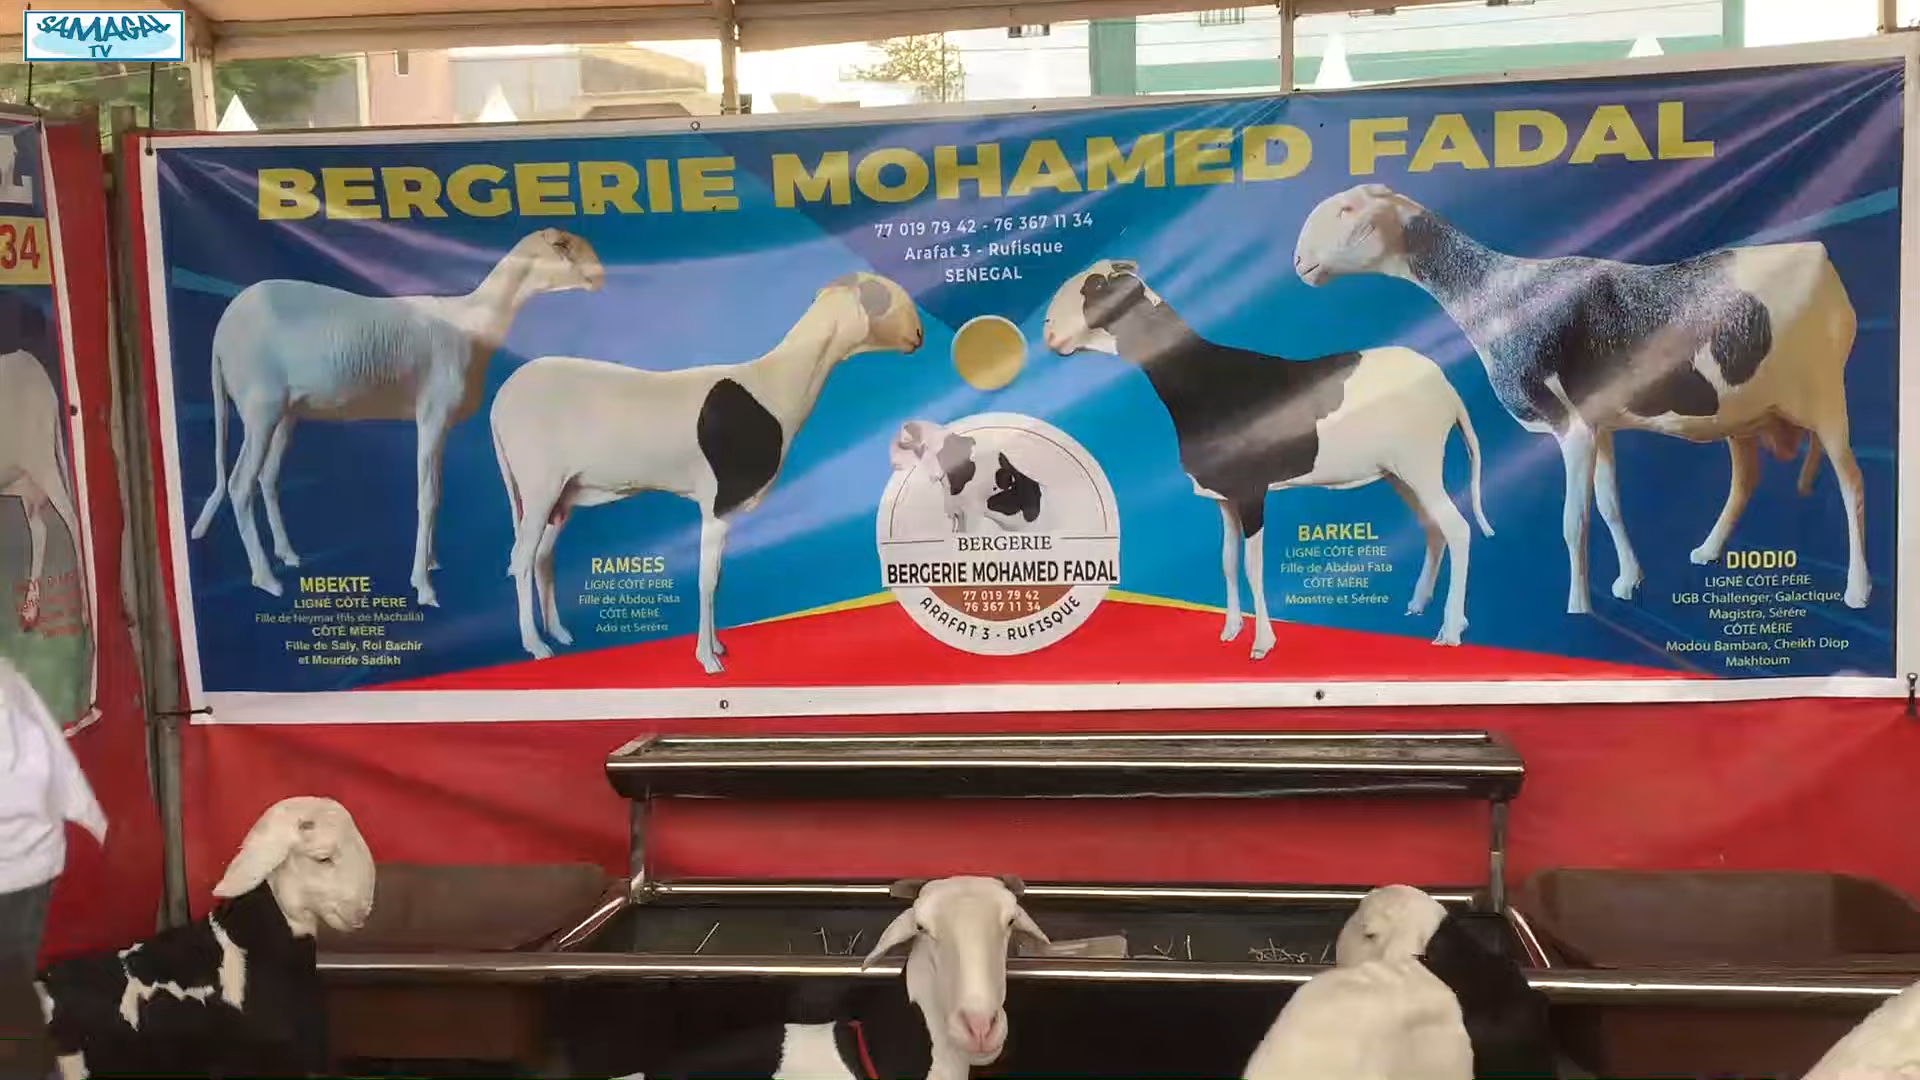 SAMAGAL
TV
34
BERGERIE MOHAMED FADAL
77 019 79 42 - 76 367 11 34
Arafat 3 - Rufisque
SENEGAL
MBEKTE
LIGNÉ CÔTÉ PÈRE
Fille de Neymar (fils de Machalla)
CÔTÉ MÈRE
Fille de Saly, Roi Bachir
et Mouride Sadikh
RAMSES
LIGNE CÔTÉ PÈRE
Fille de Abdou Fata
CÔTÉ MÈRE
Ado et Serère
BERGERIE
BERGERIE MOHAMED FADAL
77 019 79 42
76 367 11 34
ARAFAT 3 - RUFISQUE
BARKEL
LIGNE CÔTÉ PÈRE
Fille de Abdou Fata
CÔTÉ MÈRE
Monstre et Sérére
DIODIO
LIGNE CÔTÉ PÈRE
UGB Challenger, Galactique,
Magistra, Sérére
CÔTÉ MÈRE
Modou Bambara, Cheikh Diop
Makhtoum